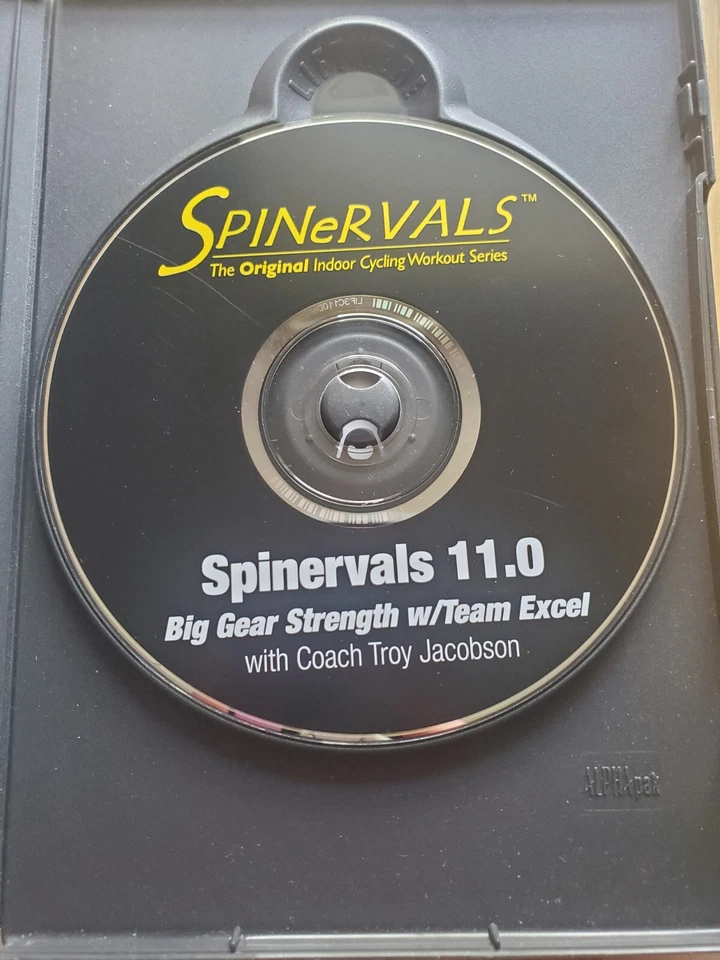 SPINeRVALS™
The Original Indoor Cycling Workout Series
Spinervals 11.0
Big Gear Strength w/Team Excel
with Coach Troy Jacobson
ALPHApak